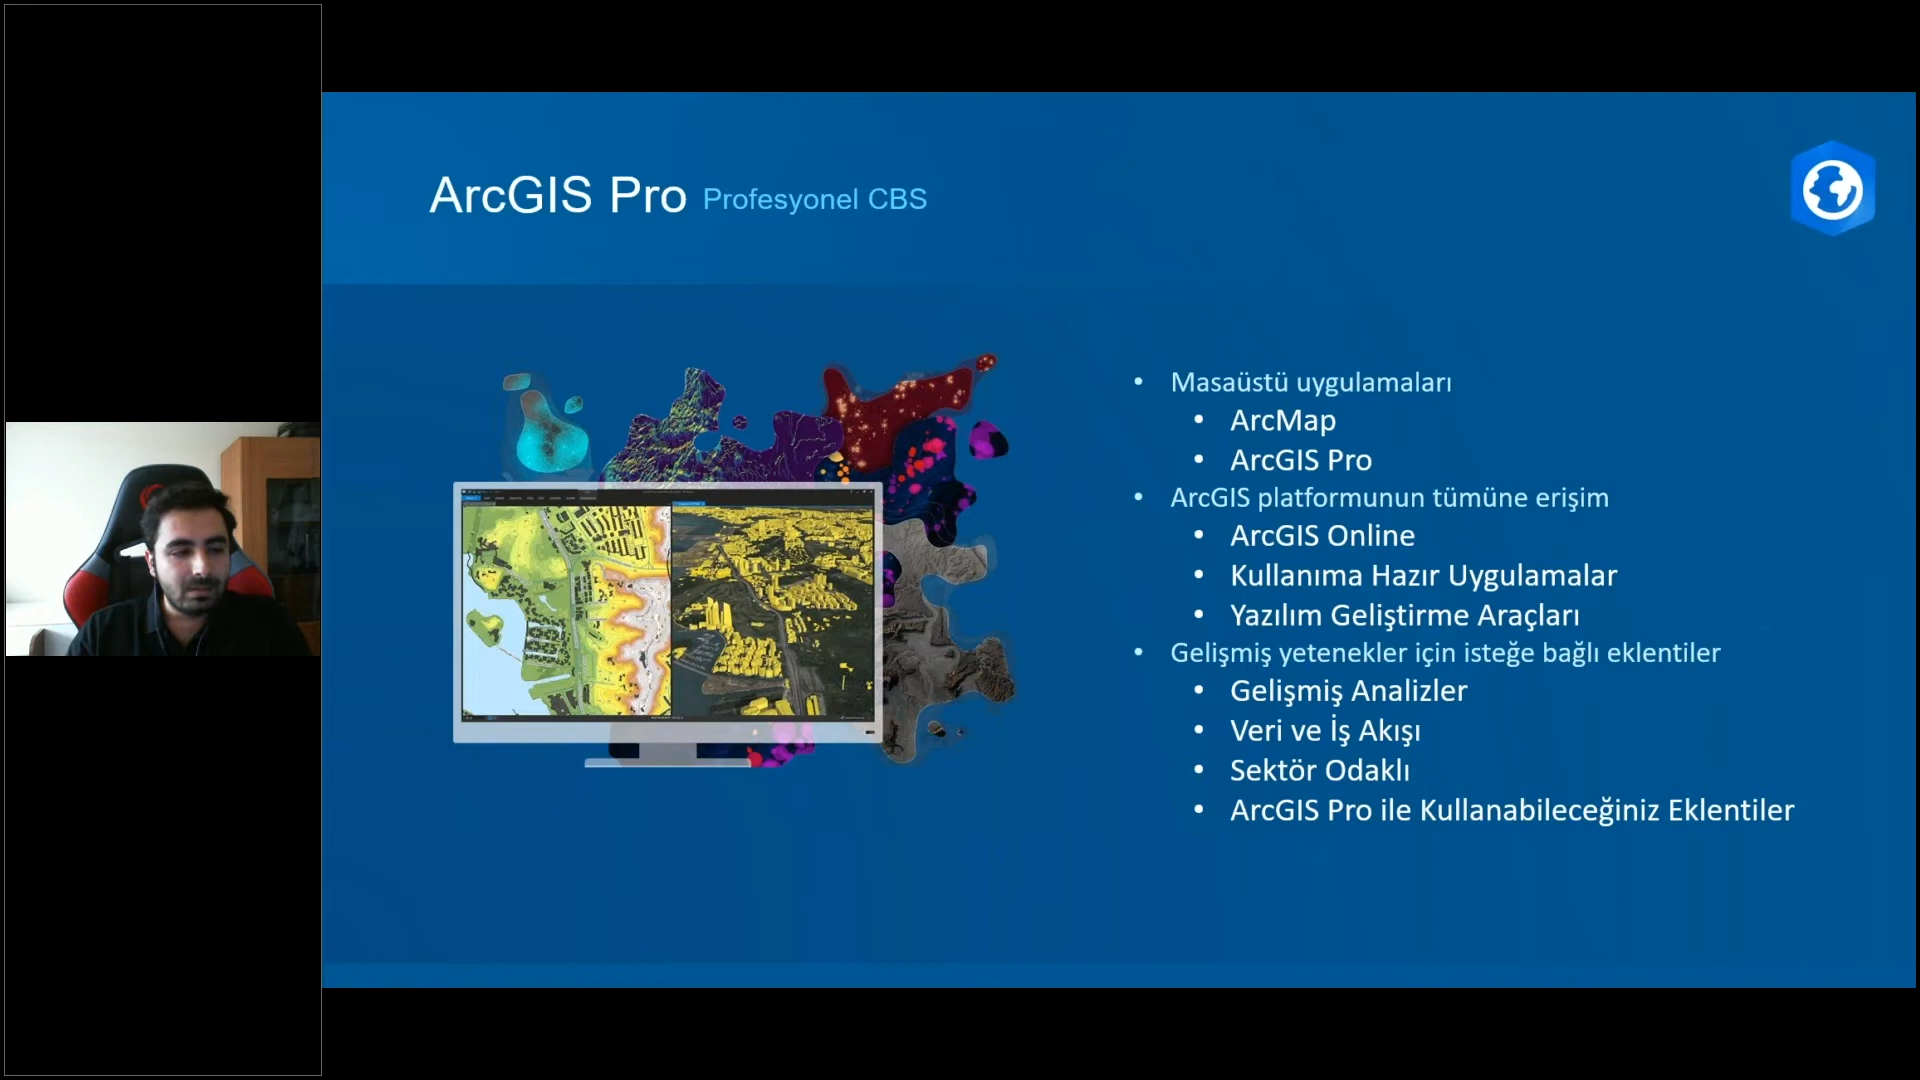 ArcGIS Pro Profesyonel CBS
• Masaüstü uygulamaları
• ArcMap
• ArcGIS Pro
• ArcGIS platformunun tümüne erişim
• ArcGIS Online
• Kullanıma Hazır Uygulamalar
• Yazılım Geliştirme Araçları
• Gelişmiş yetenekler için isteğe bağlı eklentiler
• Gelişmiş Analizler
• Veri ve İş Akışı
• Sektör Odaklı
• ArcGIS Pro ile Kullanabileceğiniz Eklentiler